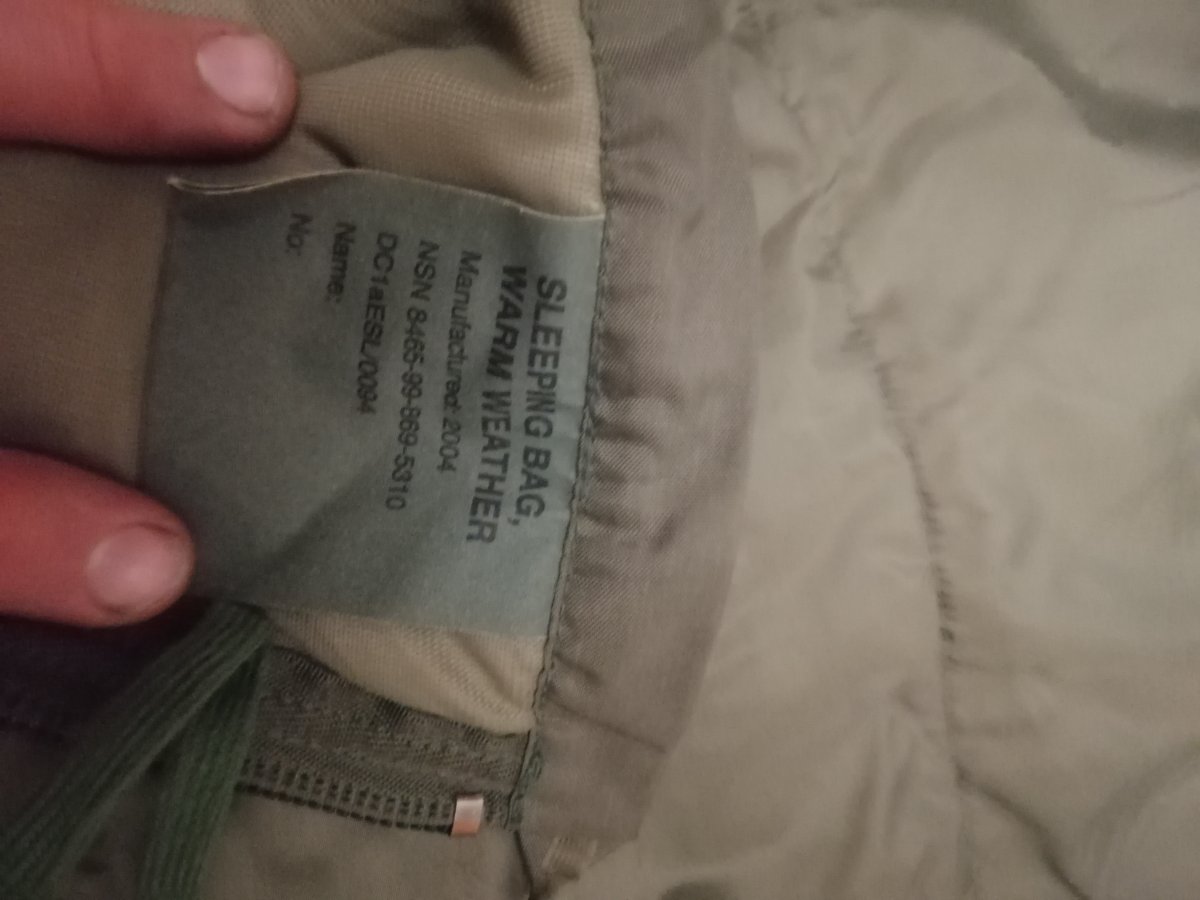 SLEEPING BAG,
WARM WEATHER
Manufactured: 2004
NSN 8465-99-869-5310
DC1aESL/0094
Name:
No: